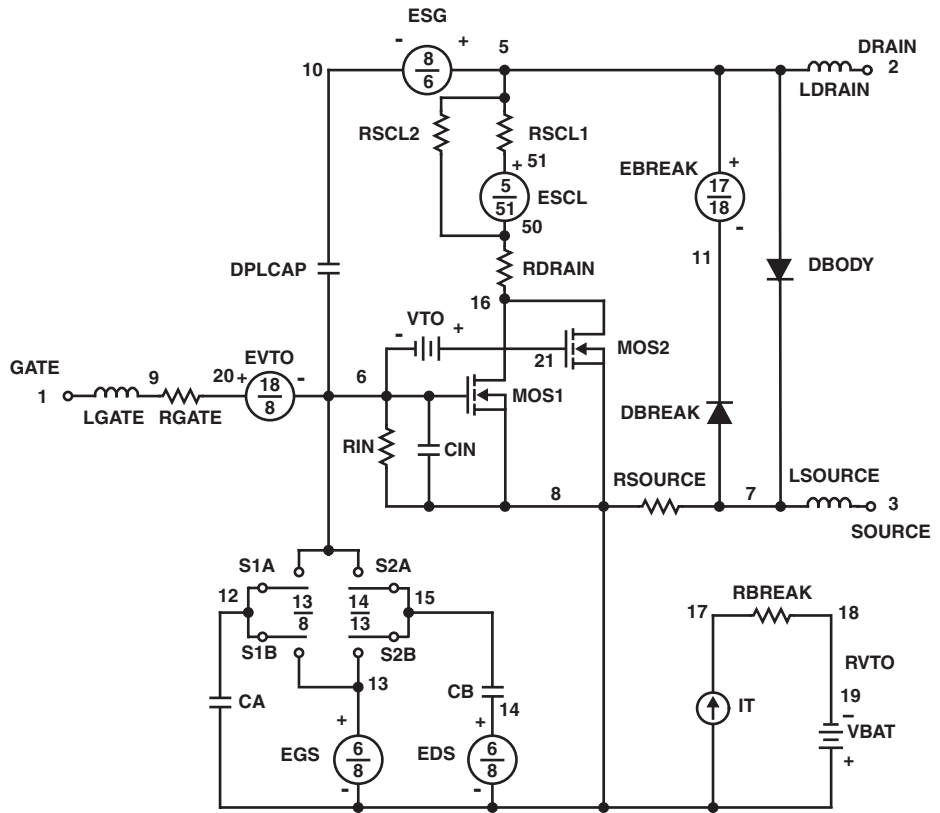 ESG
- +
5
DRAIN
2
10
8
6
LDRAIN
RSCL2
RSCL1
+ 51
EBREAK
+
17
18
-
5
51
ESCL
50
11
DBODY
DPLCAP
RDRAIN
16
VTO
- +
MOS2
21
GATE
1
9
20
+
EVTO
-
18
8
6
MOS1
DBREAK
LGATE
RGATE
RIN
CIN
RSOURCE
LSOURCE
8
7
3
SOURCE
S1A
S2A
12
13
8
14
13
15
RBREAK
17
18
S1B
S2B
RVTO
13
CA
CB
14
19
IT
-
VBAT
+
+
EGS
6
8
-
+
EDS
6
8
-